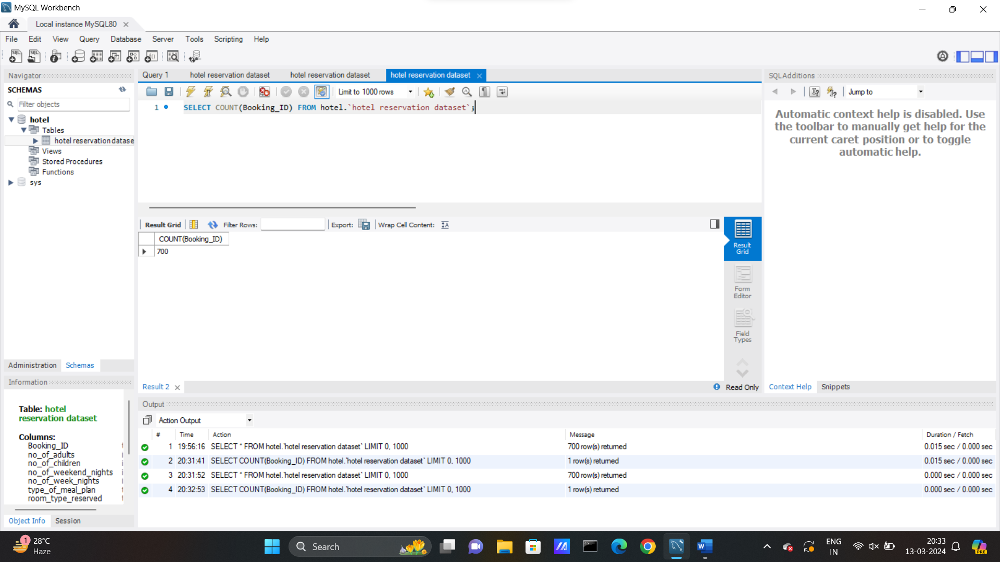 MySQL Workbench
Local instance MySQL80
File Edit View Query Database Server Tools Scripting Help
Navigator
SCHEMAS
Filter objects
hotel
Tables
hotel reservation datase
Views
Stored Procedures
Functions
sys
Administration Schemas
Information
Table: hotel
reservation dataset
Columns:
Booking_ID
no_of_adults
no_of_children
no_of_weekend_nights
no_of_week_nights
type_of_meal_plan
room_type_reserved
Object Info Session
Query 1 hotel reservation dataset hotel reservation dataset hotel reservation dataset
Limit to 1000 rows
1 SELECT COUNT(Booking_ID) FROM hotel.`hotel reservation dataset`;
Result Grid Filter Rows: Export: Wrap Cell Content:
COUNT(Booking_ID)
700
Result
Grid
Form
Editor
Field
Types
Result 2 Read Only
SQLAdditions
Jump to
Automatic context help is disabled. Use
the toolbar to manually get help for the
current caret position or to toggle
automatic help.
Context Help Snippets
Output
Action Output
# Time Action Message Duration / Fetch
1 19:56:16 SELECT * FROM hotel.`hotel reservation dataset` LIMIT 0, 1000 700 row(s) returned 0.015 sec / 0.000 sec
2 20:31:41 SELECT COUNT(Booking_ID) FROM hotel.`hotel reservation dataset` LIMIT 0, 1000 1 row(s) returned 0.015 sec / 0.000 sec
3 20:31:52 SELECT * FROM hotel.`hotel reservation dataset` LIMIT 0, 1000 700 row(s) returned 0.000 sec / 0.000 sec
4 20:32:53 SELECT COUNT(Booking_ID) FROM hotel.`hotel reservation dataset` LIMIT 0, 1000 1 row(s) returned 0.000 sec / 0.000 sec
1
28°C
Haze
Search
ENG
IN
20:33
13-03-2024
PRE